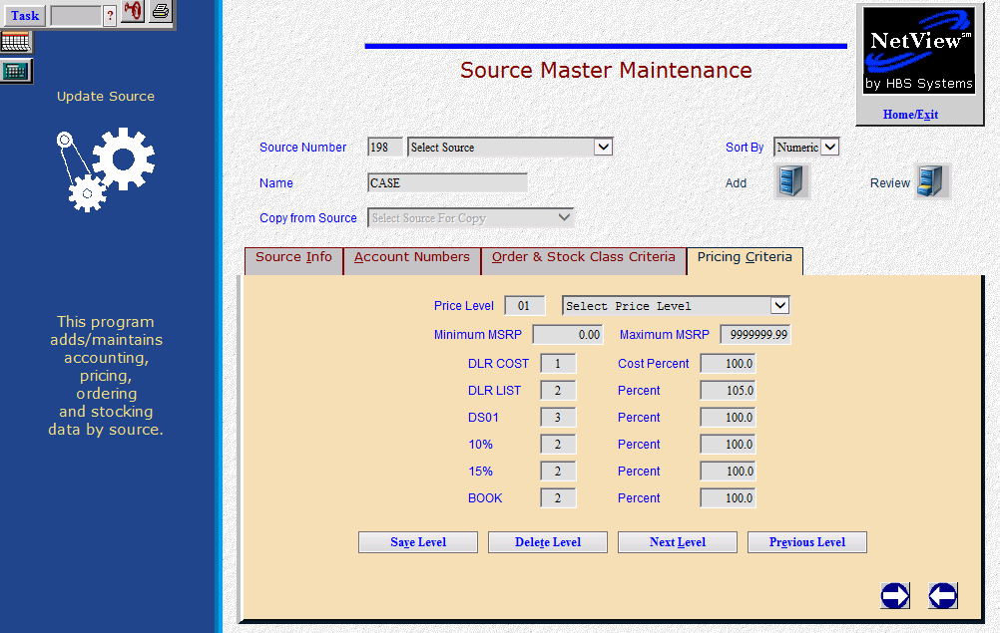 Task ?
NetView℠
by HBS Systems
Home/Exit
Source Master Maintenance
Update Source
Source Number 198 Select Source Sort By Numeric
Name CASE Add Review
Copy from Source Select Source For Copy
Source Info Account Numbers Order & Stock Class Criteria Pricing Criteria
Price Level 01 Select Price Level
Minimum MSRP 0.00 Maximum MSRP 9999999.99
DLR COST 1 Cost Percent 100.0
DLR LIST 2 Percent 105.0
DS01 3 Percent 100.0
10% 2 Percent 100.0
15% 2 Percent 100.0
BOOK 2 Percent 100.0
Save Level Delete Level Next Level Previous Level
This program
adds/maintains
accounting,
pricing,
ordering
and stocking
data by source.